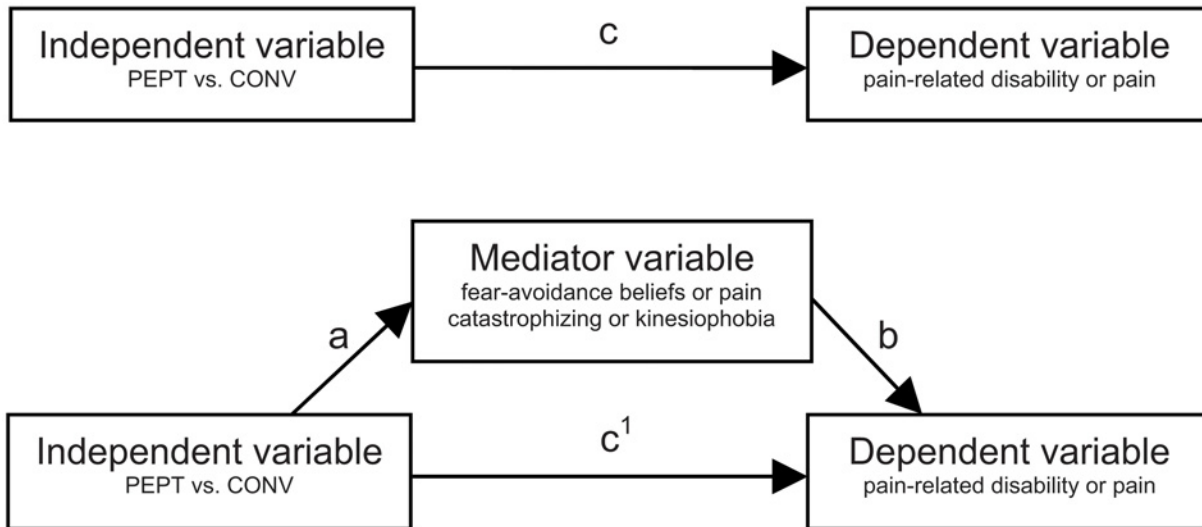 Independent variable
PEPT vs. CONV
c
Dependent variable
pain-related disability or pain
Mediator variable
fear-avoidance beliefs or pain
catastrophizing or kinesiophobia
a
b
Independent variable
PEPT vs. CONV
c¹
Dependent variable
pain-related disability or pain